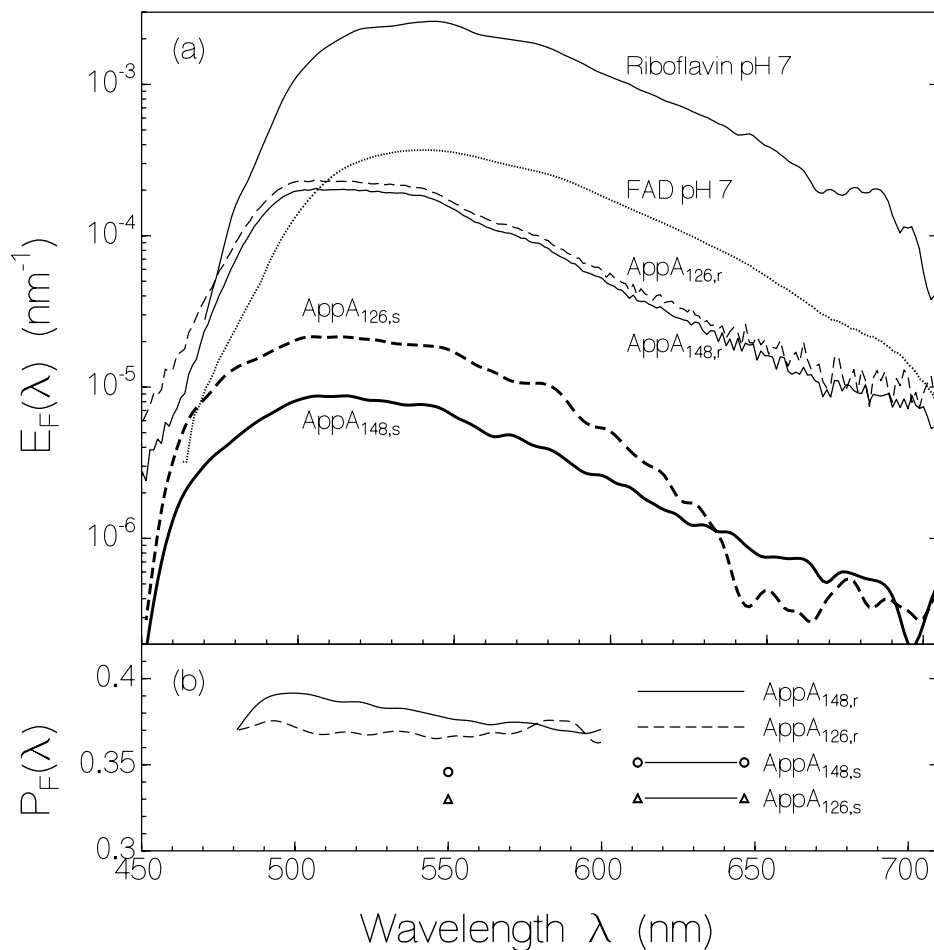 (a)
Riboflavin pH 7
10⁻³
FAD pH 7
10⁻⁴
AppA₁₂₆,ᵣ
AppA₁₂₆,ₛ
AppA₁₄₈,ᵣ
10⁻⁵
AppA₁₄₈,ₛ
10⁻⁶
E_F(λ) (nm⁻¹)
(b)
0.4
0.35
0.3
P_F(λ)
AppA₁₄₈,ᵣ
AppA₁₂₆,ᵣ
AppA₁₄₈,ₛ
AppA₁₂₆,ₛ
450 500 550 600 650 700
Wavelength λ (nm)